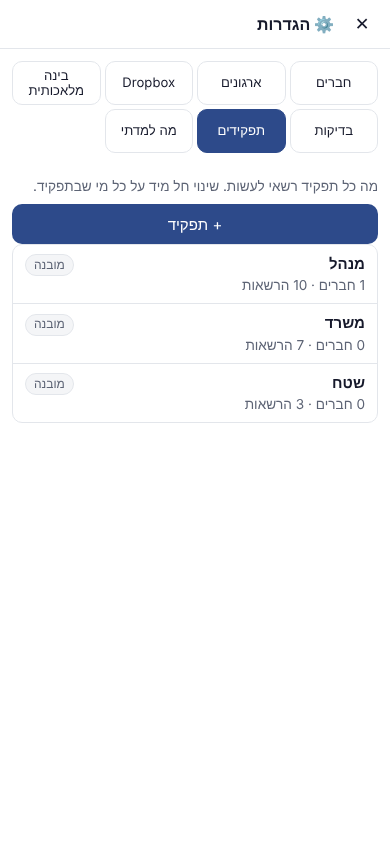 ✕ ⚙️ הגדרות
חברים
ארגונים
Dropbox
בינה
מלאכותית
בדיקות
תפקידים
מה למדתי
מה כל תפקיד רשאי לעשות. שינוי חל מיד על כל מי שבתפקיד.
+ תפקיד
מנהל
מובנה
1 חברים · 10 הרשאות
משרד
מובנה
0 חברים · 7 הרשאות
שטח
מובנה
0 חברים · 3 הרשאות